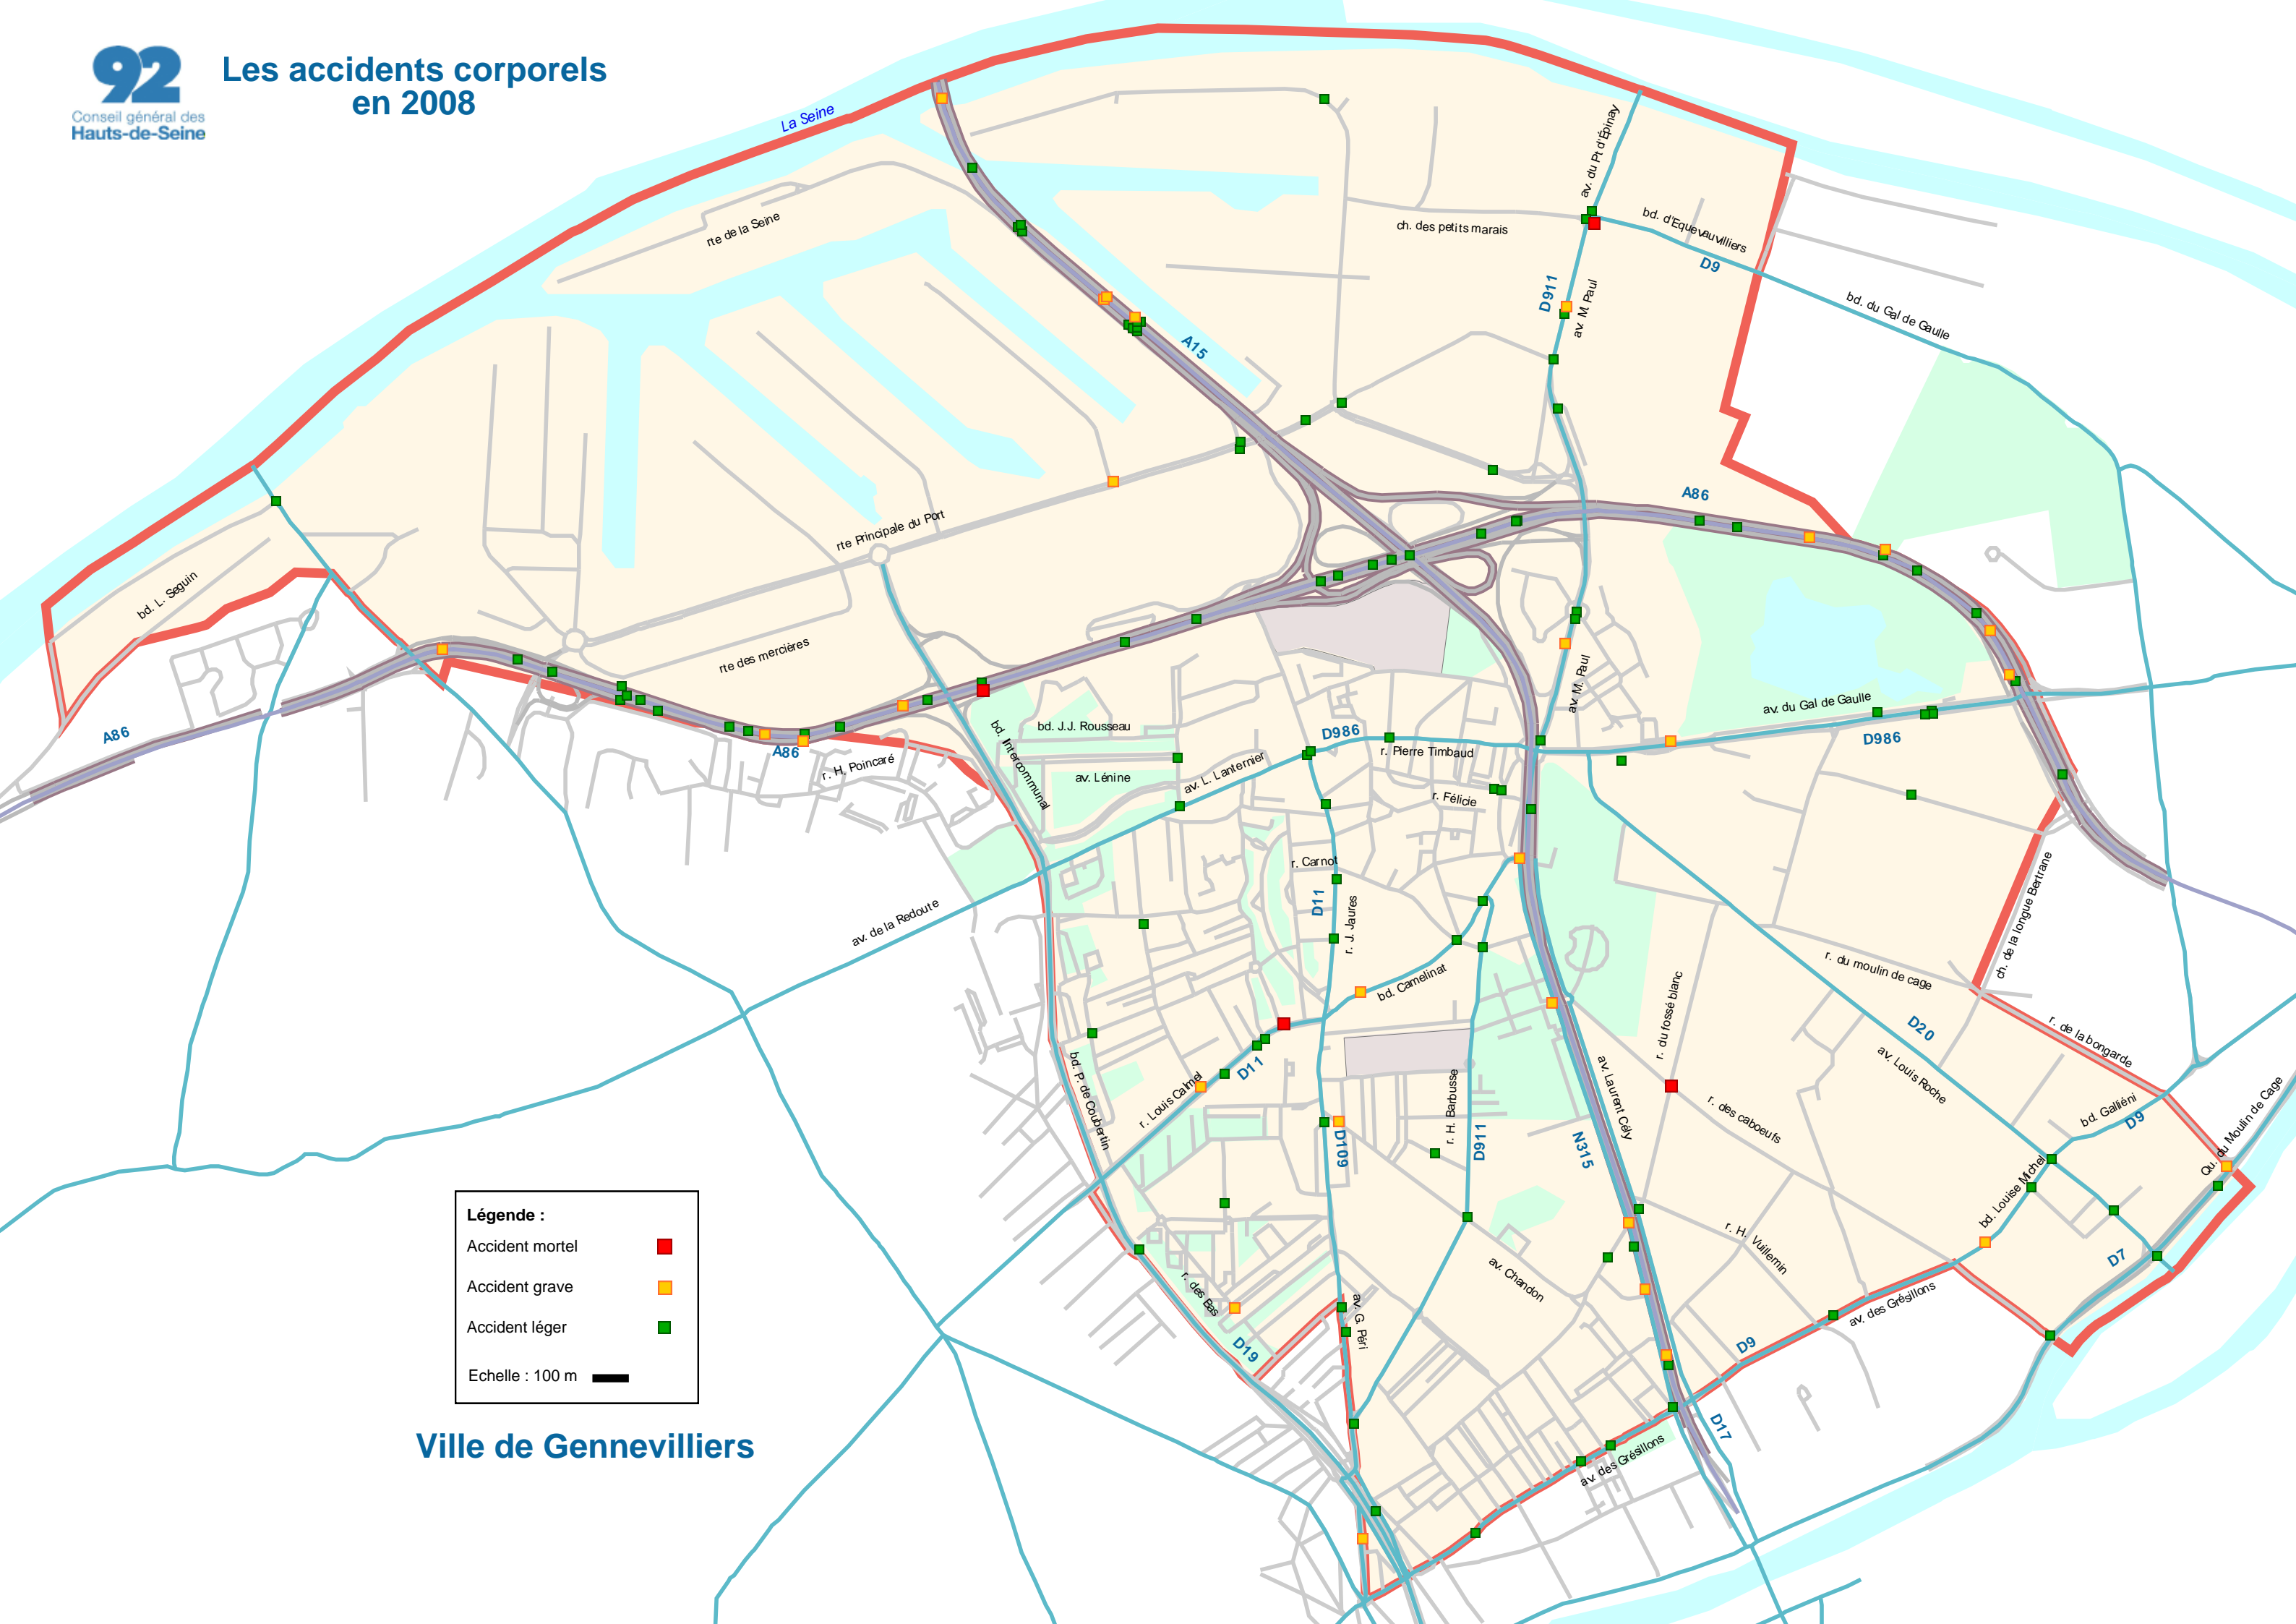 92
Conseil général des
Hauts-de-Seine
Les accidents corporels
en 2008
La Seine
av. du Pt d'Épinay
rte de la Seine
ch. des petits marais
bd. d'Equevauvilliers
D9
D911
av. M. Paul
bd. du Gal de Gaulle
A15
A86
rte Principale du Port
bd. L. Seguin
rte des mercières
av. M. Paul
av. du Gal de Gaulle
D986
A86
A86
r. H. Poincaré
bd. Intercommunal
bd. J.J. Rousseau
av. Lénine
av. L. Lanternier
D986
r. Pierre Timbaud
r. Félicie
r. Carnot
D11
r. J. Jaures
av. de la Redoute
bd. Camelinat
ch. de la longue Bertrane
r. du moulin de cage
r. du fossé blanc
D20
av. Louis Roche
r. de la bongarde
D11
r. Louis Calmel
bd. P. de Coubertin
r. H. Barbusse
D911
D109
av. Laurent Cély
N315
r. des caboeufs
bd. Galliéni
D9
Qu. du Moulin de Cage
bd. Louise Michel
D7
r. H. Vuillemin
av. Chandon
r. des Bas
D19
av. G. Péri
av. des Grésillons
D9
D17
av. des Grésillons
Légende :
Accident mortel
Accident grave
Accident léger
Echelle : 100 m
Ville de Gennevilliers